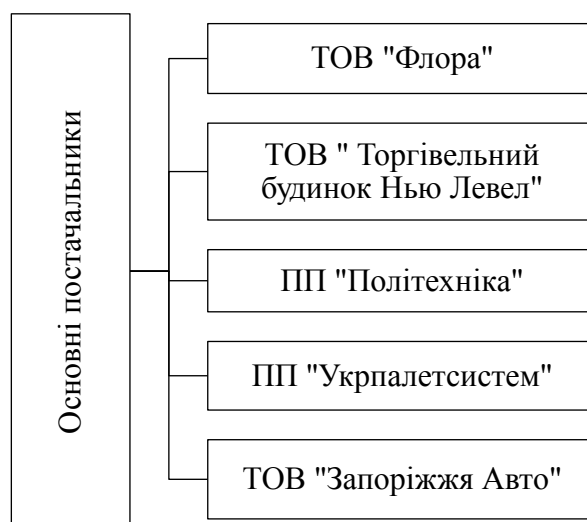 Основні постачальники
ТОВ "Флора"
ТОВ " Торгівельний
будинок Нью Левел"
ПП "Політехніка"
ПП "Укрпалетсистем"
ТОВ "Запоріжжя Авто"